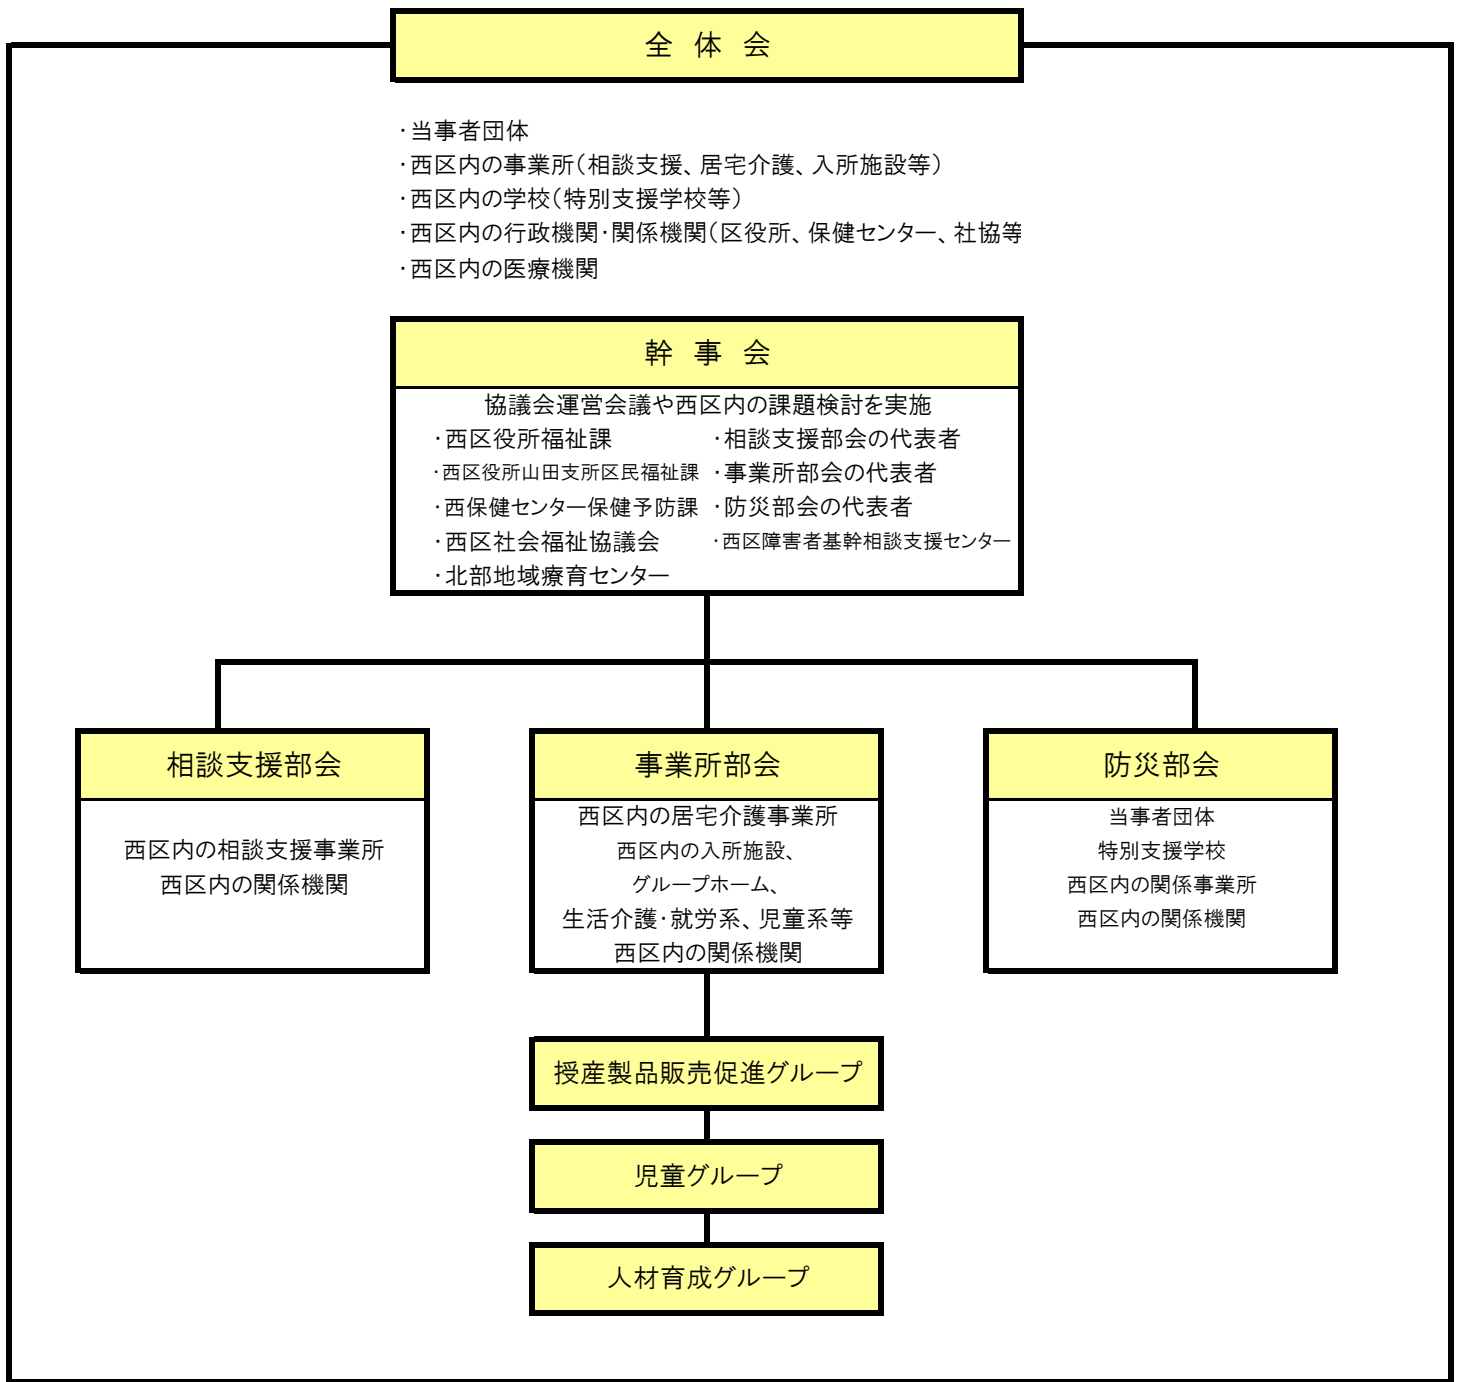 全 体 会
・当事者団体
・西区内の事業所(相談支援、居宅介護、入所施設等)
・西区内の学校(特別支援学校等)
・西区内の行政機関・関係機関(区役所、保健センター、社協等
・西区内の医療機関
幹 事 会
協議会運営会議や西区内の課題検討を実施
・西区役所福祉課
・西区役所山田支所区民福祉課
・西保健センター保健予防課
・西区社会福祉協議会
・北部地域療育センター
・相談支援部会の代表者
・事業所部会の代表者
・防災部会の代表者
・西区障害者基幹相談支援センター
相談支援部会
西区内の相談支援事業所
西区内の関係機関
事業所部会
西区内の居宅介護事業所
西区内の入所施設、
グループホーム、
生活介護・就労系、児童系等
西区内の関係機関
防災部会
当事者団体
特別支援学校
西区内の関係事業所
西区内の関係機関
授産製品販売促進グループ
児童グループ
人材育成グループ